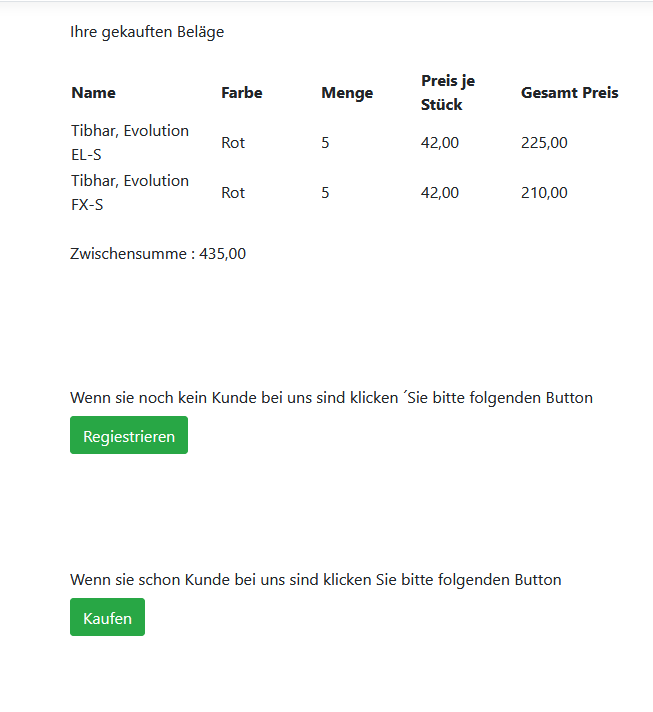 Ihre gekauften Beläge
Name Farbe Menge Preis je Stück Gesamt Preis
Tibhar, Evolution EL-S Rot 5 42,00 225,00
Tibhar, Evolution FX-S Rot 5 42,00 210,00
Zwischensumme : 435,00
Wenn sie noch kein Kunde bei uns sind klicken ´Sie bitte folgenden Button
Regiestrieren
Wenn sie schon Kunde bei uns sind klicken Sie bitte folgenden Button
Kaufen